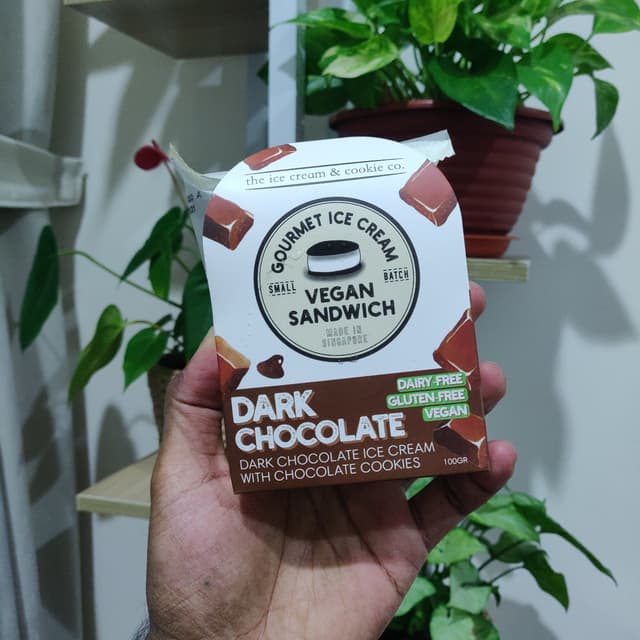 the ice cream & cookie co.
GOURMET ICE CREAM
SMALL BATCH
VEGAN
SANDWICH
MADE IN
SINGAPORE
DARK
CHOCOLATE
DAIRY FREE
GLUTEN FREE
VEGAN
DARK CHOCOLATE ICE CREAM
WITH CHOCOLATE COOKIES
100GR